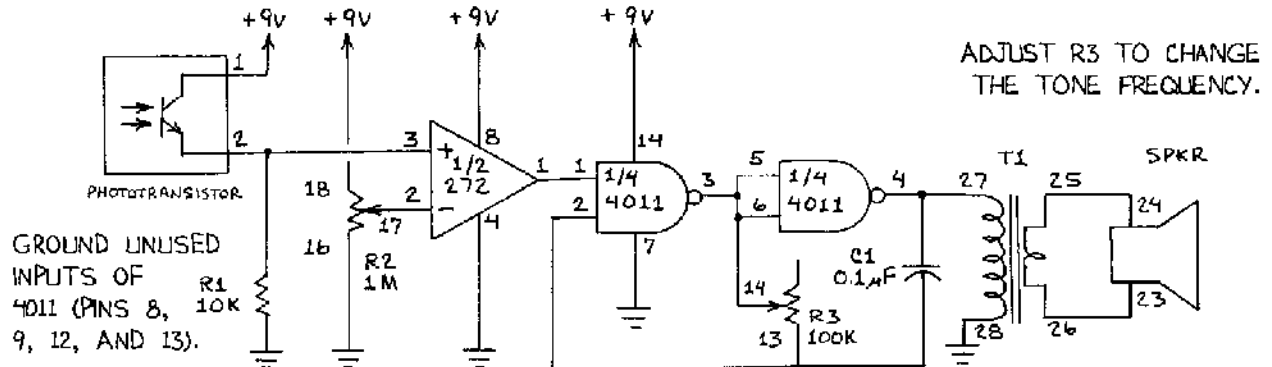 +9V
+9V
+9V
+9V
ADJUST R3 TO CHANGE
THE TONE FREQUENCY.
1
2
PHOTOTRANSISTOR
18
17
16
R2
1M
3
+
1/2
272
2
-
8
4
1
1
1/4
4011
2
14
3
7
5
6
1/4
4011
4
C1
0.1µF
14
R3
13
100K
T1
27
28
25
26
SPKR
24
23
GROUND UNUSED
INPUTS OF
4011 (PINS 8,
9, 12, AND 13).
R1
10K